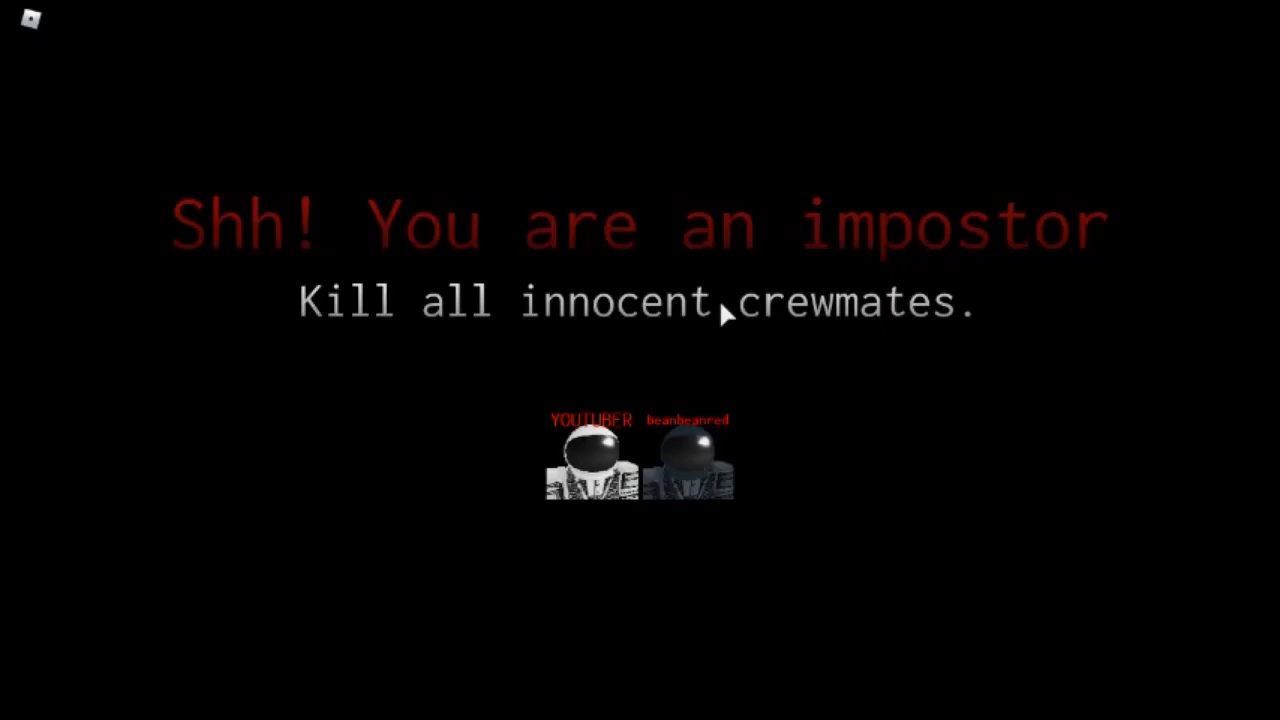 Shh! You are an impostor
Kill all innocent crewmates.
YOUTUBER beanbeanred